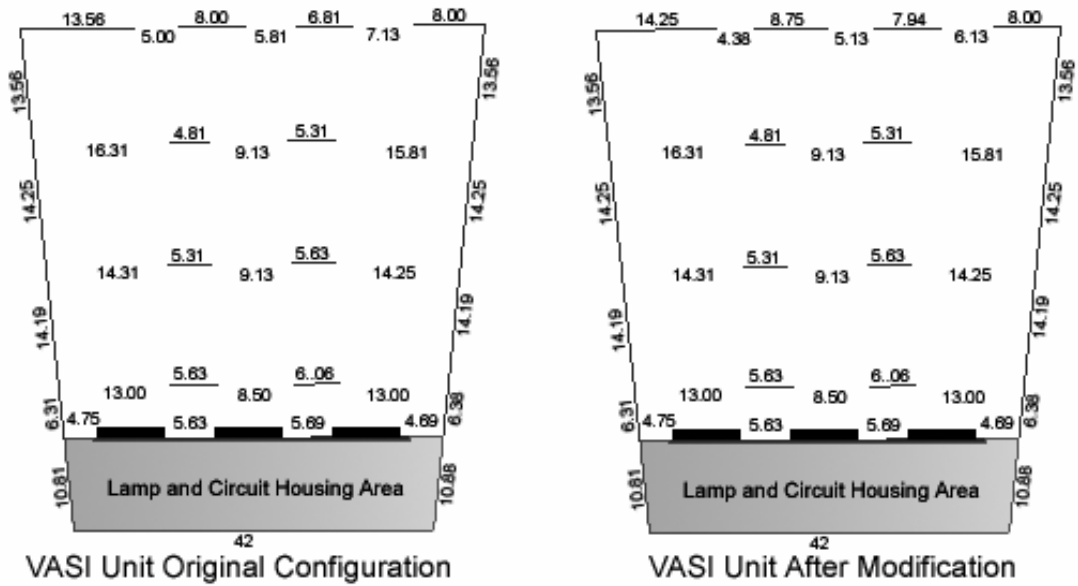 13.56 8.00 6.81 8.00
5.00 5.81 7.13
13.56 13.56
4.81 5.31
16.31 9.13 15.81
14.25 14.25
5.31 5.63
14.31 9.13 14.25
14.19 14.19
5.63 6..06
13.00 8.50 13.00
6.31 4.75 5.63 5.69 4.69 6.38
10.81 Lamp and Circuit Housing Area 10.88
42
VASI Unit Original Configuration
14.25 8.75 7.94 8.00
4.38 5.13 6.13
13.56 13.56
4.81 5.31
16.31 9.13 15.81
14.25 14.25
5.31 5.63
14.31 9.13 14.25
14.19 14.19
5.63 6..06
13.00 8.50 13.00
6.31 4.75 5.63 5.69 4.69 6.38
10.81 Lamp and Circuit Housing Area 10.88
42
VASI Unit After Modification